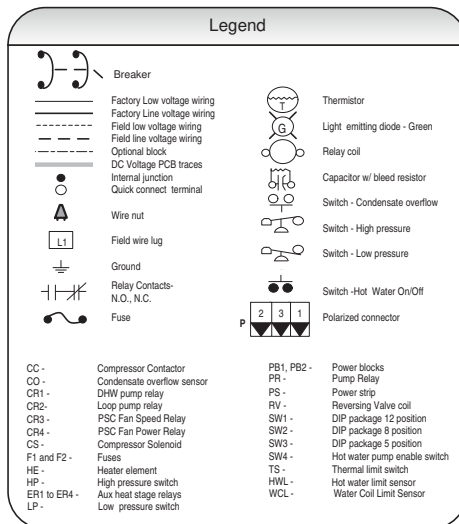 Legend
Breaker
Factory Low voltage wiring
Factory Line voltage wiring
Field low voltage wiring
Field line voltage wiring
Optional block
DC Voltage PCB traces
Internal junction
Quick connect terminal
Wire nut
L1 Field wire lug
Ground
Relay Contacts-
N.O., N.C.
Fuse
T Thermistor
G Light emitting diode - Green
Relay coil
Capacitor w/ bleed resistor
Switch - Condensate overflow
Switch - High pressure
Switch - Low pressure
Switch -Hot Water On/Off
P 2 3 1 Polarized connector
CC - Compressor Contactor
CO - Condensate overflow sensor
CR1 - DHW pump relay
CR2- Loop pump relay
CR3 - PSC Fan Speed Relay
CR4 - PSC Fan Power Relay
CS - Compressor Solenoid
F1 and F2 - Fuses
HE - Heater element
HP - High pressure switch
ER1 to ER4 - Aux heat stage relays
LP - Low pressure switch
PB1, PB2 - Power blocks
PR - Pump Relay
PS - Power strip
RV - Reversing Valve coil
SW1 - DIP package 12 position
SW2 - DIP package 8 position
SW3 - DIP package 5 position
SW4 - Hot water pump enable switch
TS - Thermal limit switch
HWL - Hot water limit sensor
WCL - Water Coil Limit Sensor